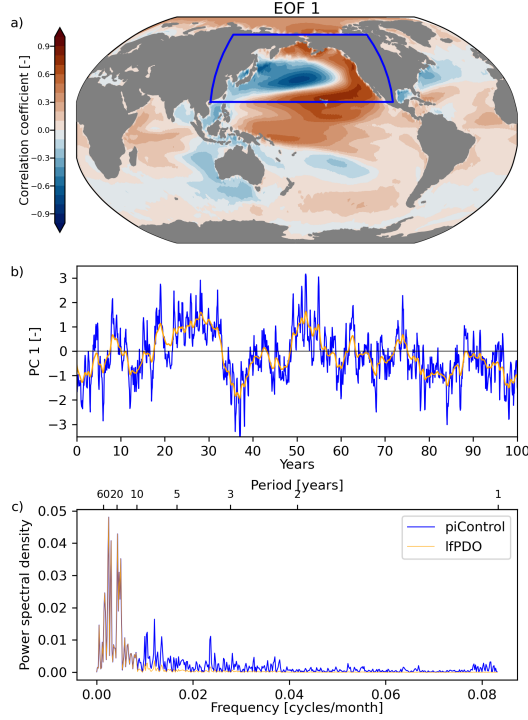 EOF 1
a)
Correlation coefficient [-]
0.9
0.6
0.3
0.0
−0.3
−0.6
−0.9
b)
PC 1 [-]
3
2
1
0
−1
−2
−3
0 10 20 30 40 50 60 70 80 90 100
Years
Period [years]
60 20 10 5 3 2 1
c)
Power spectral density
0.05
0.04
0.03
0.02
0.01
0.00
piControl
lfPDO
0.00 0.02 0.04 0.06 0.08
Frequency [cycles/month]